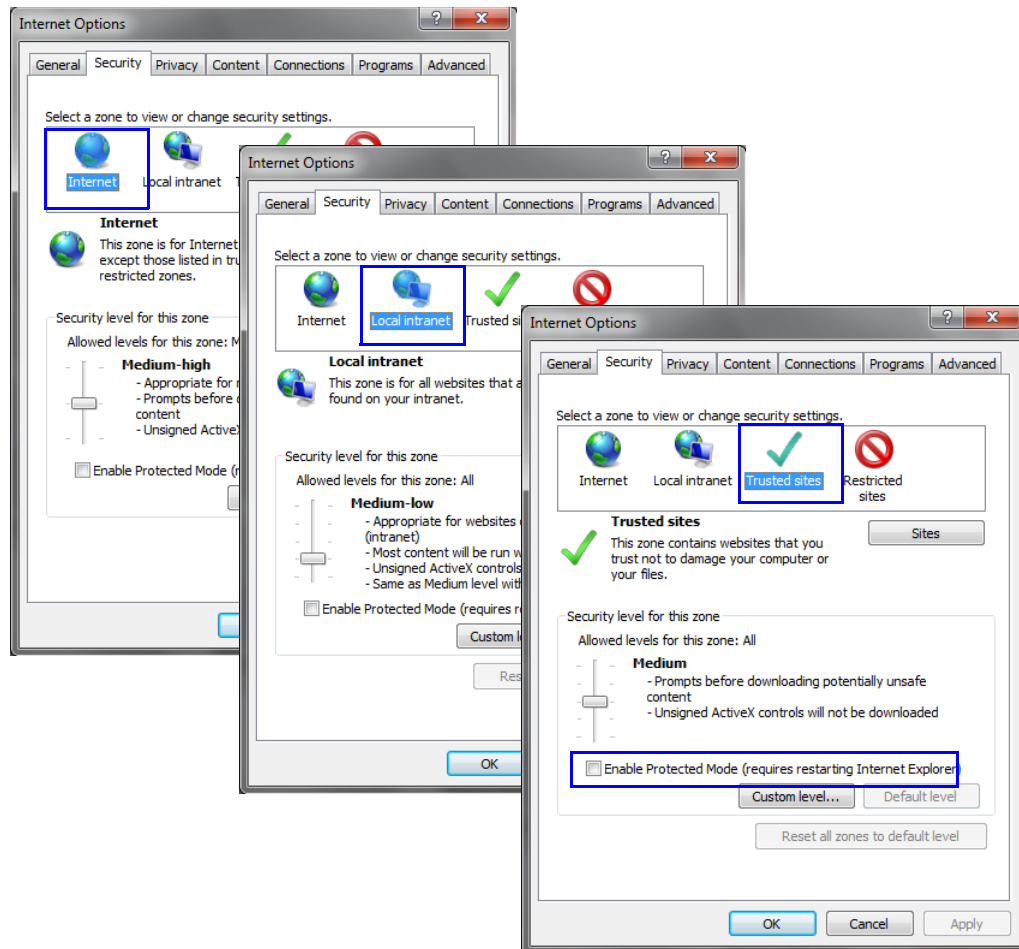 Internet Options
?
X
General Security Privacy Content Connections Programs Advanced
Select a zone to view or change security settings.
Internet
Local intranet
Internet
This zone is for Internet
except those listed in
restricted zones.
Security level for this zone
Allowed levels for this zone:
Medium-high
- Appropriate for
- Prompts before
content
- Unsigned ActiveX
Enable Protected Mode
Internet Options
?
X
General Security Privacy Content Connections Programs Advanced
Select a zone to view or change security settings.
Internet
Local intranet
Trusted
Local intranet
This zone is for all websites that
found on your intranet.
Security level for this zone
Allowed levels for this zone: All
Medium-low
- Appropriate for websites
(intranet)
- Most content will be run
- Unsigned ActiveX controls
- Same as Medium level
Enable Protected Mode (requires
Custom
OK
Internet Options
?
X
General Security Privacy Content Connections Programs Advanced
Select a zone to view or change security settings.
Internet
Local intranet
Trusted sites
Restricted
sites
Trusted sites
This zone contains websites that you
trust not to damage your computer or
your files.
Sites
Security level for this zone
Allowed levels for this zone: All
Medium
- Prompts before downloading potentially unsafe
content
- Unsigned ActiveX controls will not be downloaded
Enable Protected Mode (requires restarting Internet Explorer)
Custom level...
Default level
Reset all zones to default level
OK
Cancel
Apply